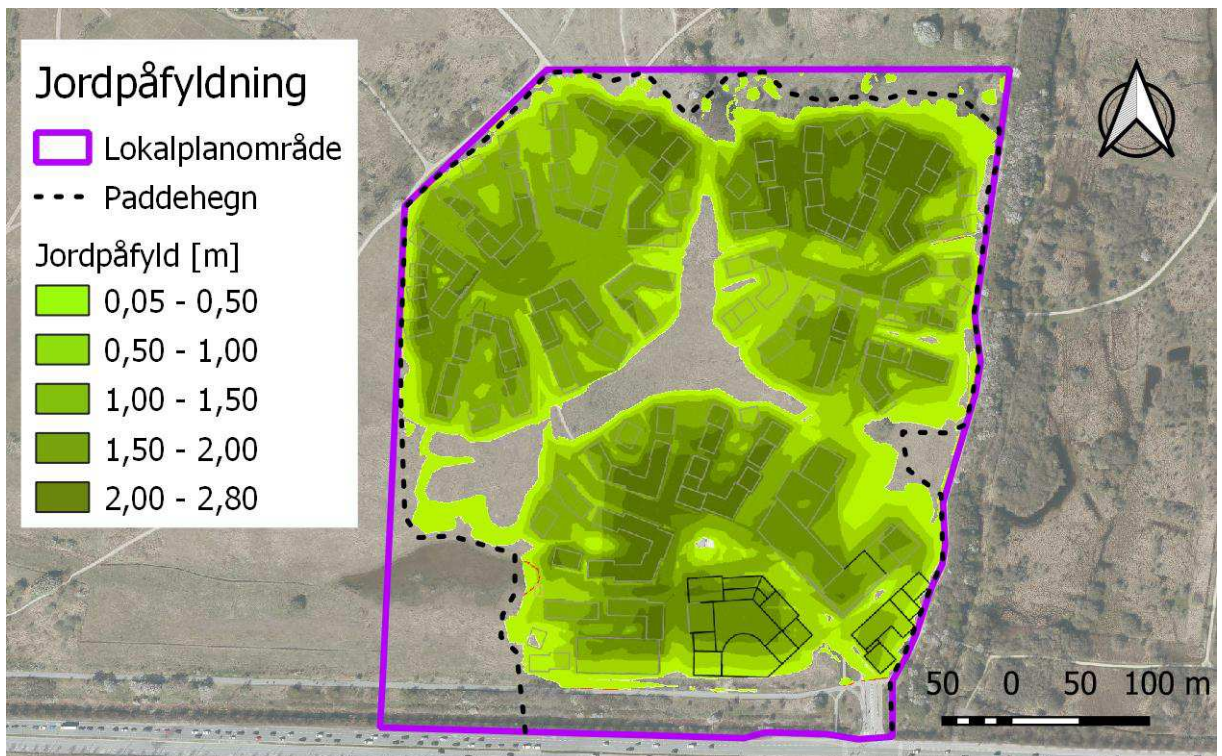 Jordpåfyldning
Lokalplanområde
Paddehegn
Jordpåfyld [m]
0,05 - 0,50
0,50 - 1,00
1,00 - 1,50
1,50 - 2,00
2,00 - 2,80
50 0 50 100 m